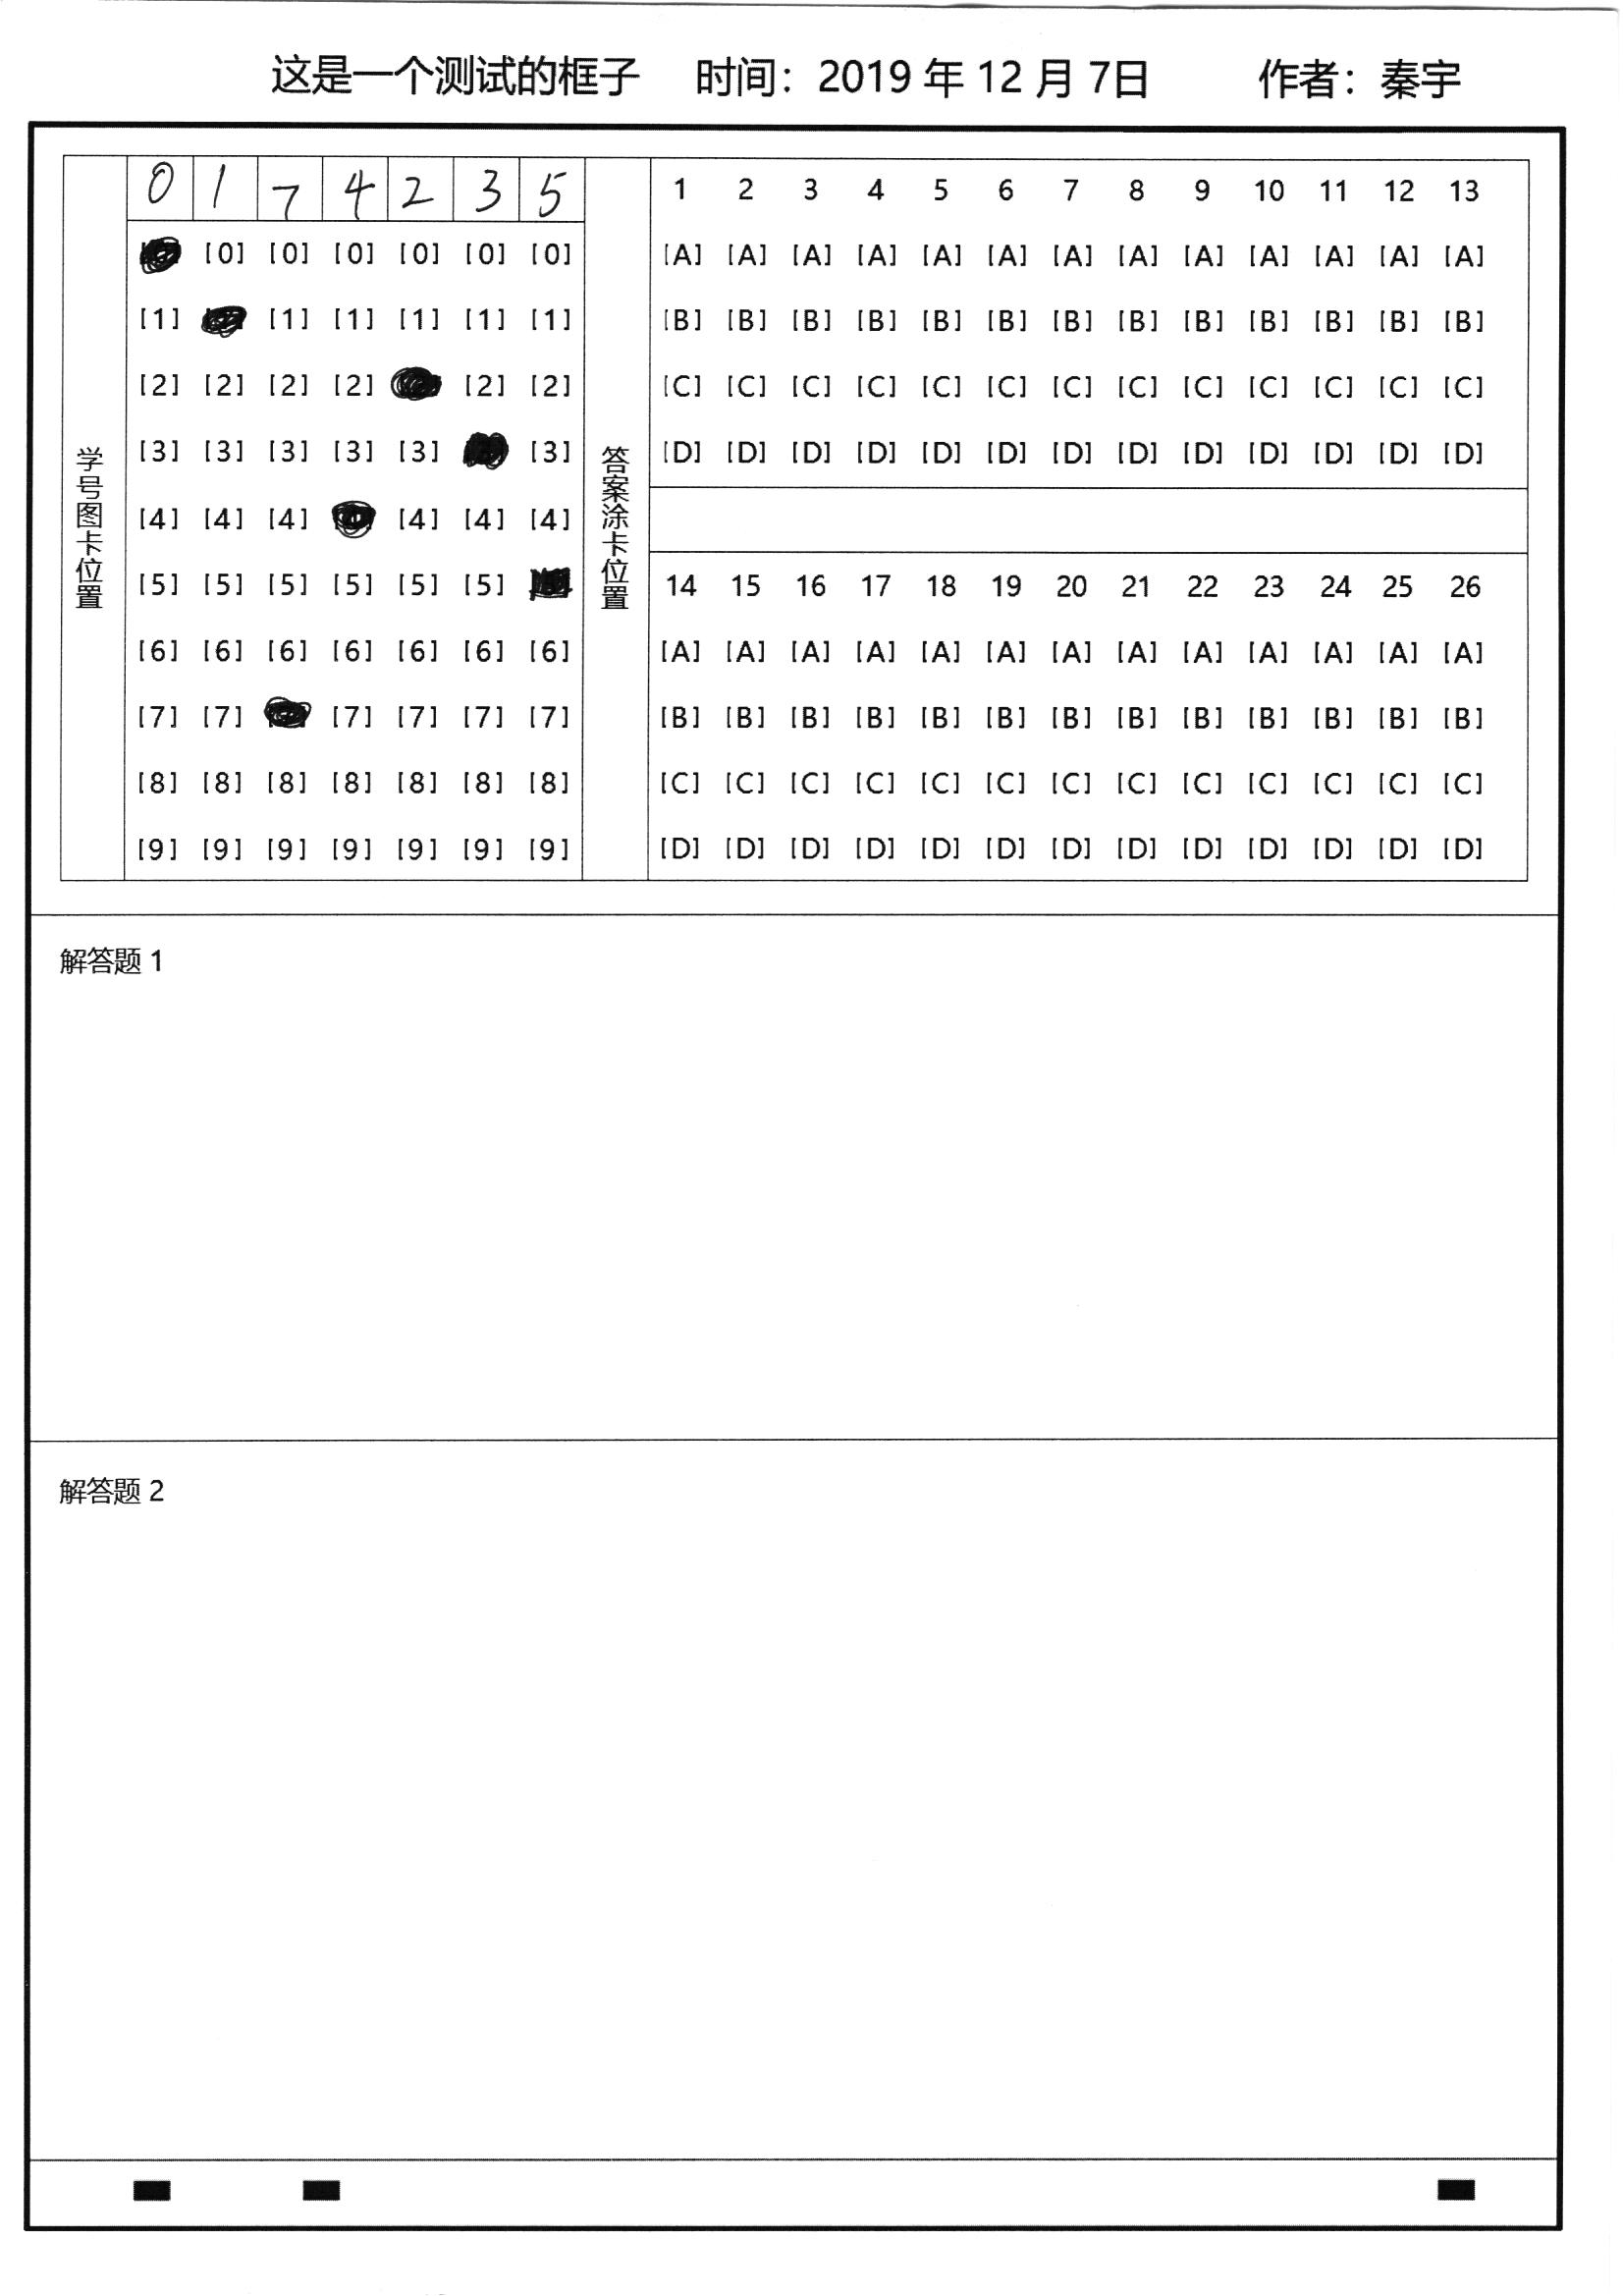 这是一个测试的框子 时间：2019 年 12 月 7日 作者：秦宇
学号图卡位置
0 1 7 4 2 3 5
[0] [0] [0] [0] [0] [0]
[1] [1] [1] [1] [1] [1]
[2] [2] [2] [2] [2] [2]
[3] [3] [3] [3] [3] [3]
[4] [4] [4] [4] [4] [4]
[5] [5] [5] [5] [5] [5]
[6] [6] [6] [6] [6] [6] [6]
[7] [7] [7] [7] [7] [7]
[8] [8] [8] [8] [8] [8] [8]
[9] [9] [9] [9] [9] [9] [9]
答案涂卡位置
1 2 3 4 5 6 7 8 9 10 11 12 13
[A] [A] [A] [A] [A] [A] [A] [A] [A] [A] [A] [A] [A]
[B] [B] [B] [B] [B] [B] [B] [B] [B] [B] [B] [B] [B]
[C] [C] [C] [C] [C] [C] [C] [C] [C] [C] [C] [C] [C]
[D] [D] [D] [D] [D] [D] [D] [D] [D] [D] [D] [D] [D]
14 15 16 17 18 19 20 21 22 23 24 25 26
[A] [A] [A] [A] [A] [A] [A] [A] [A] [A] [A] [A] [A]
[B] [B] [B] [B] [B] [B] [B] [B] [B] [B] [B] [B] [B]
[C] [C] [C] [C] [C] [C] [C] [C] [C] [C] [C] [C] [C]
[D] [D] [D] [D] [D] [D] [D] [D] [D] [D] [D] [D] [D]
解答题 1
解答题 2